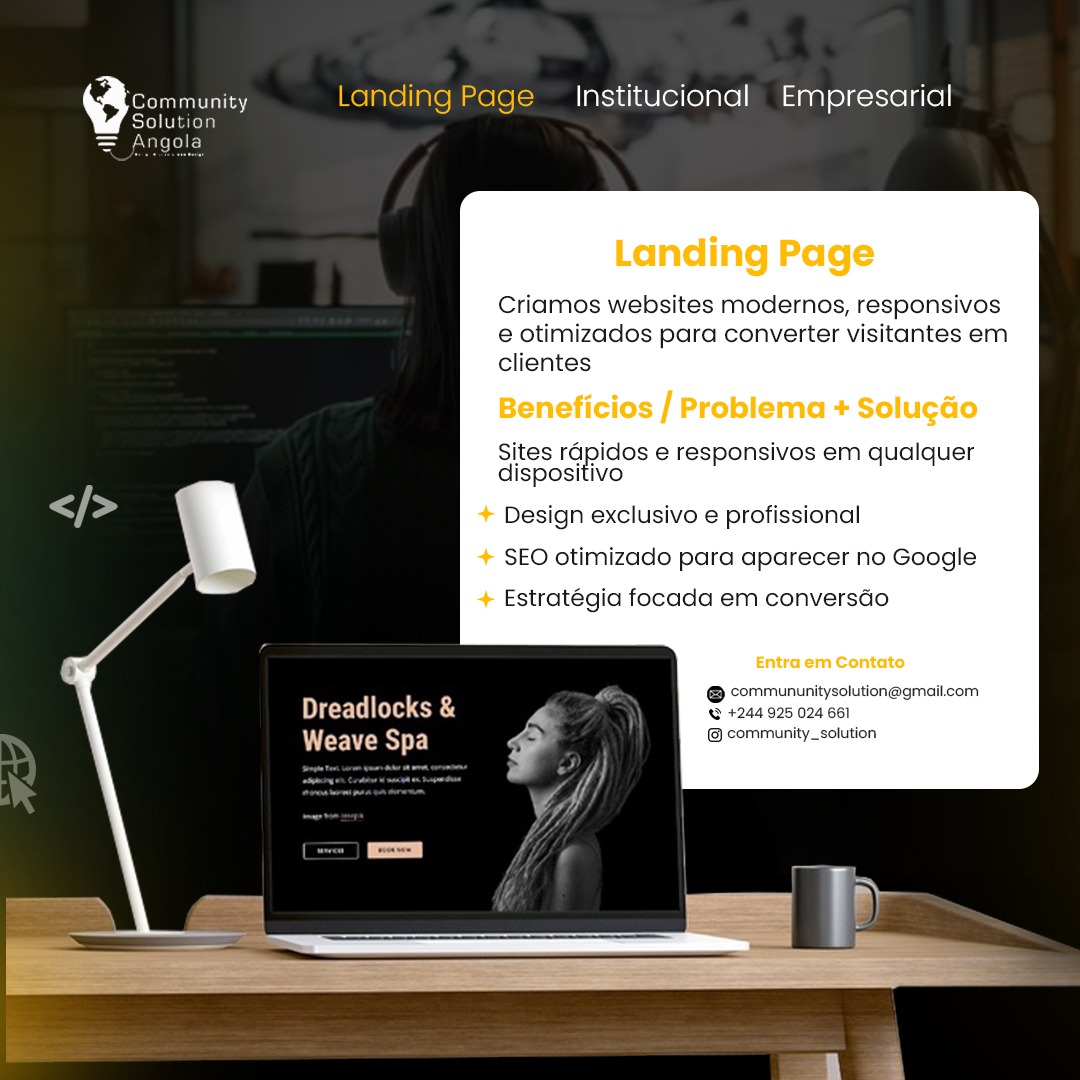 Community
Solution
Angola
Landing Page Institucional Empresarial
Landing Page
Criamos websites modernos, responsivos
e otimizados para converter visitantes em
clientes
Benefícios / Problema + Solução
Sites rápidos e responsivos em qualquer
dispositivo
Design exclusivo e profissional
SEO otimizado para aparecer no Google
Estratégia focada em conversão
</>
Entra em Contato
commununitysolution@gmail.com
+244 925 024 661
community_solution
Dreadlocks &
Weave Spa
Simple Text. Lorem ipsum dolor sit amet, consectetur
adipiscing elit. Curabitur id suscipit ex. Suspendisse
rhoncus laoreet purus quis elementum.
Image from
SERVICES
BOOK NOW